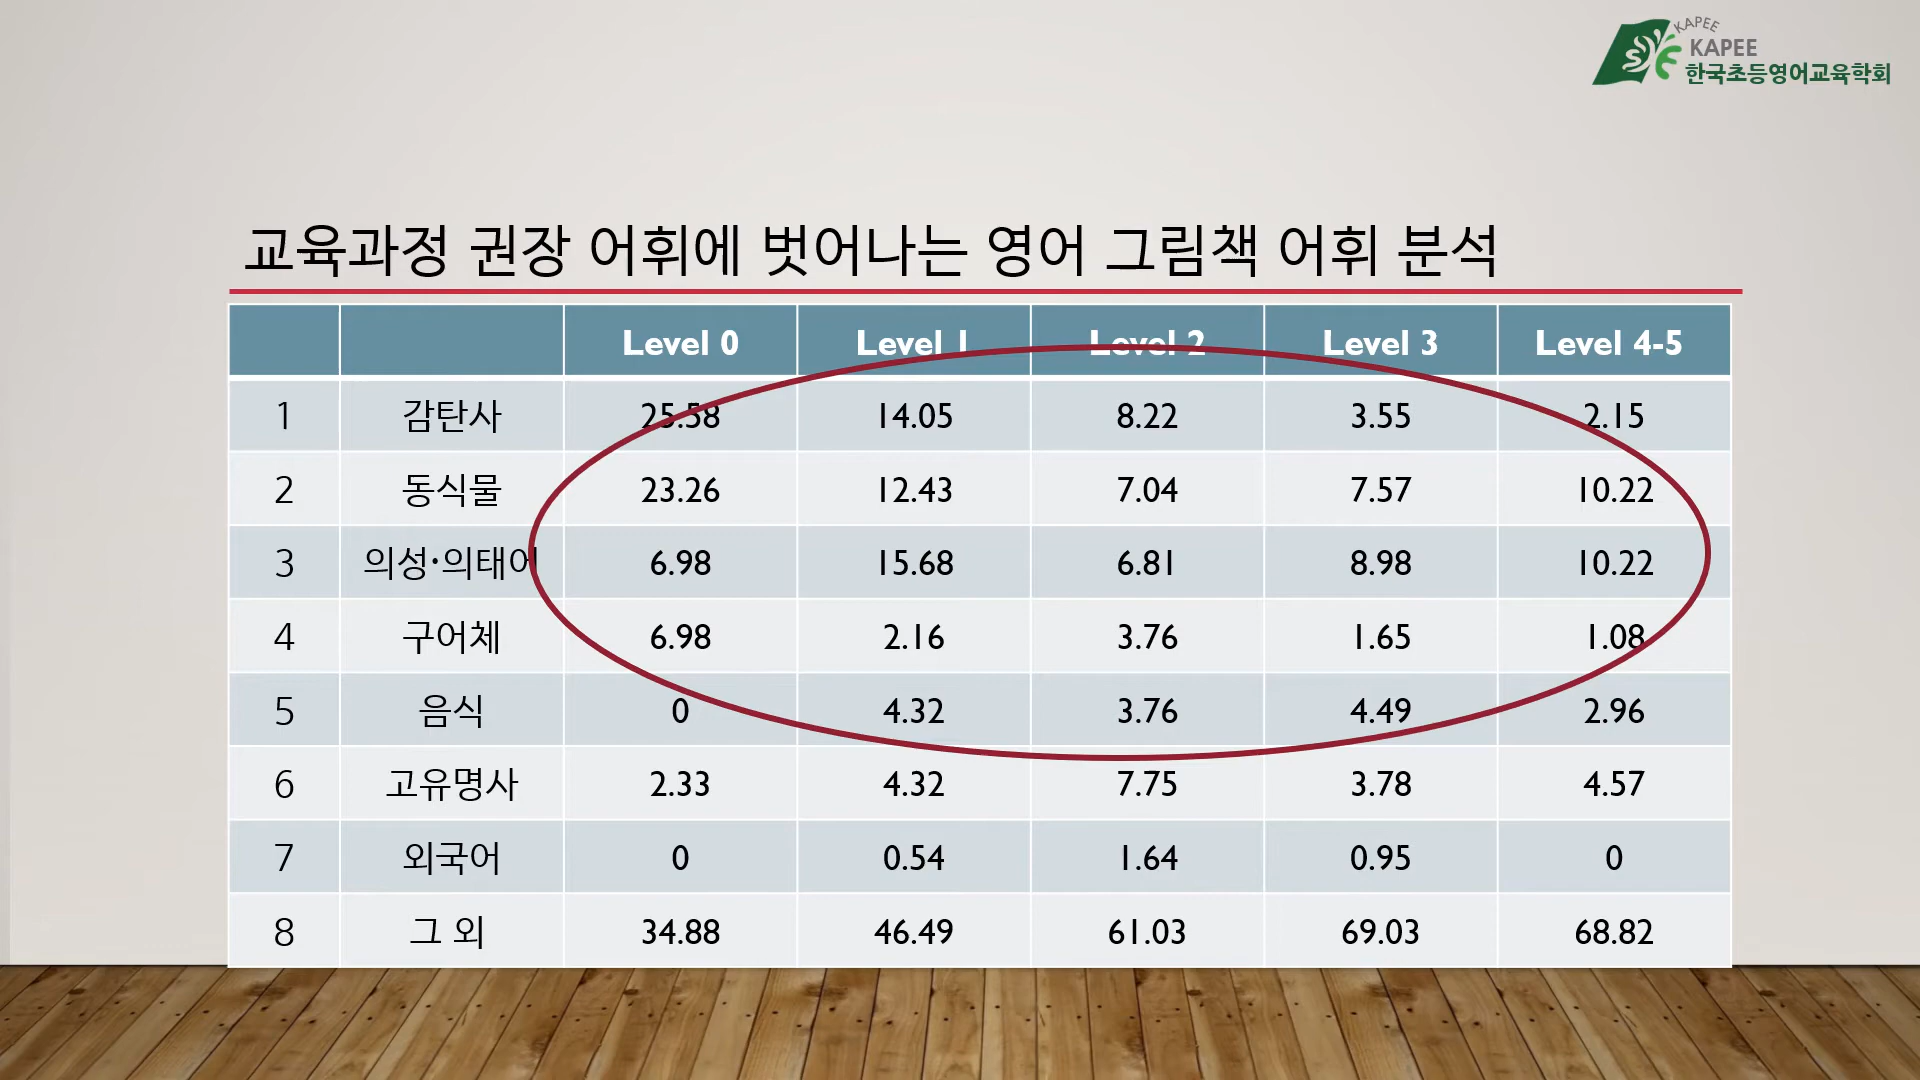 KAPEE
KAPEE
한국초등영어교육학회
교육과정 권장 어휘에 벗어나는 영어 그림책 어휘 분석
Level 0 Level 1 Level 2 Level 3 Level 4-5
1 감탄사 25.58 14.05 8.22 3.55 2.15
2 동식물 23.26 12.43 7.04 7.57 10.22
3 의성·의태어 6.98 15.68 6.81 8.98 10.22
4 구어체 6.98 2.16 3.76 1.65 1.08
5 음식 0 4.32 3.76 4.49 2.96
6 고유명사 2.33 4.32 7.75 3.78 4.57
7 외국어 0 0.54 1.64 0.95 0
8 그 외 34.88 46.49 61.03 69.03 68.82